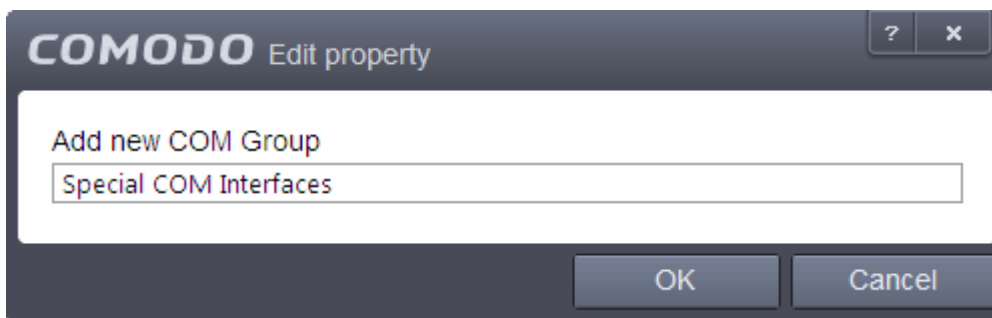 COMODO Edit property ? x
Add new COM Group
Special COM Interfaces
OK Cancel